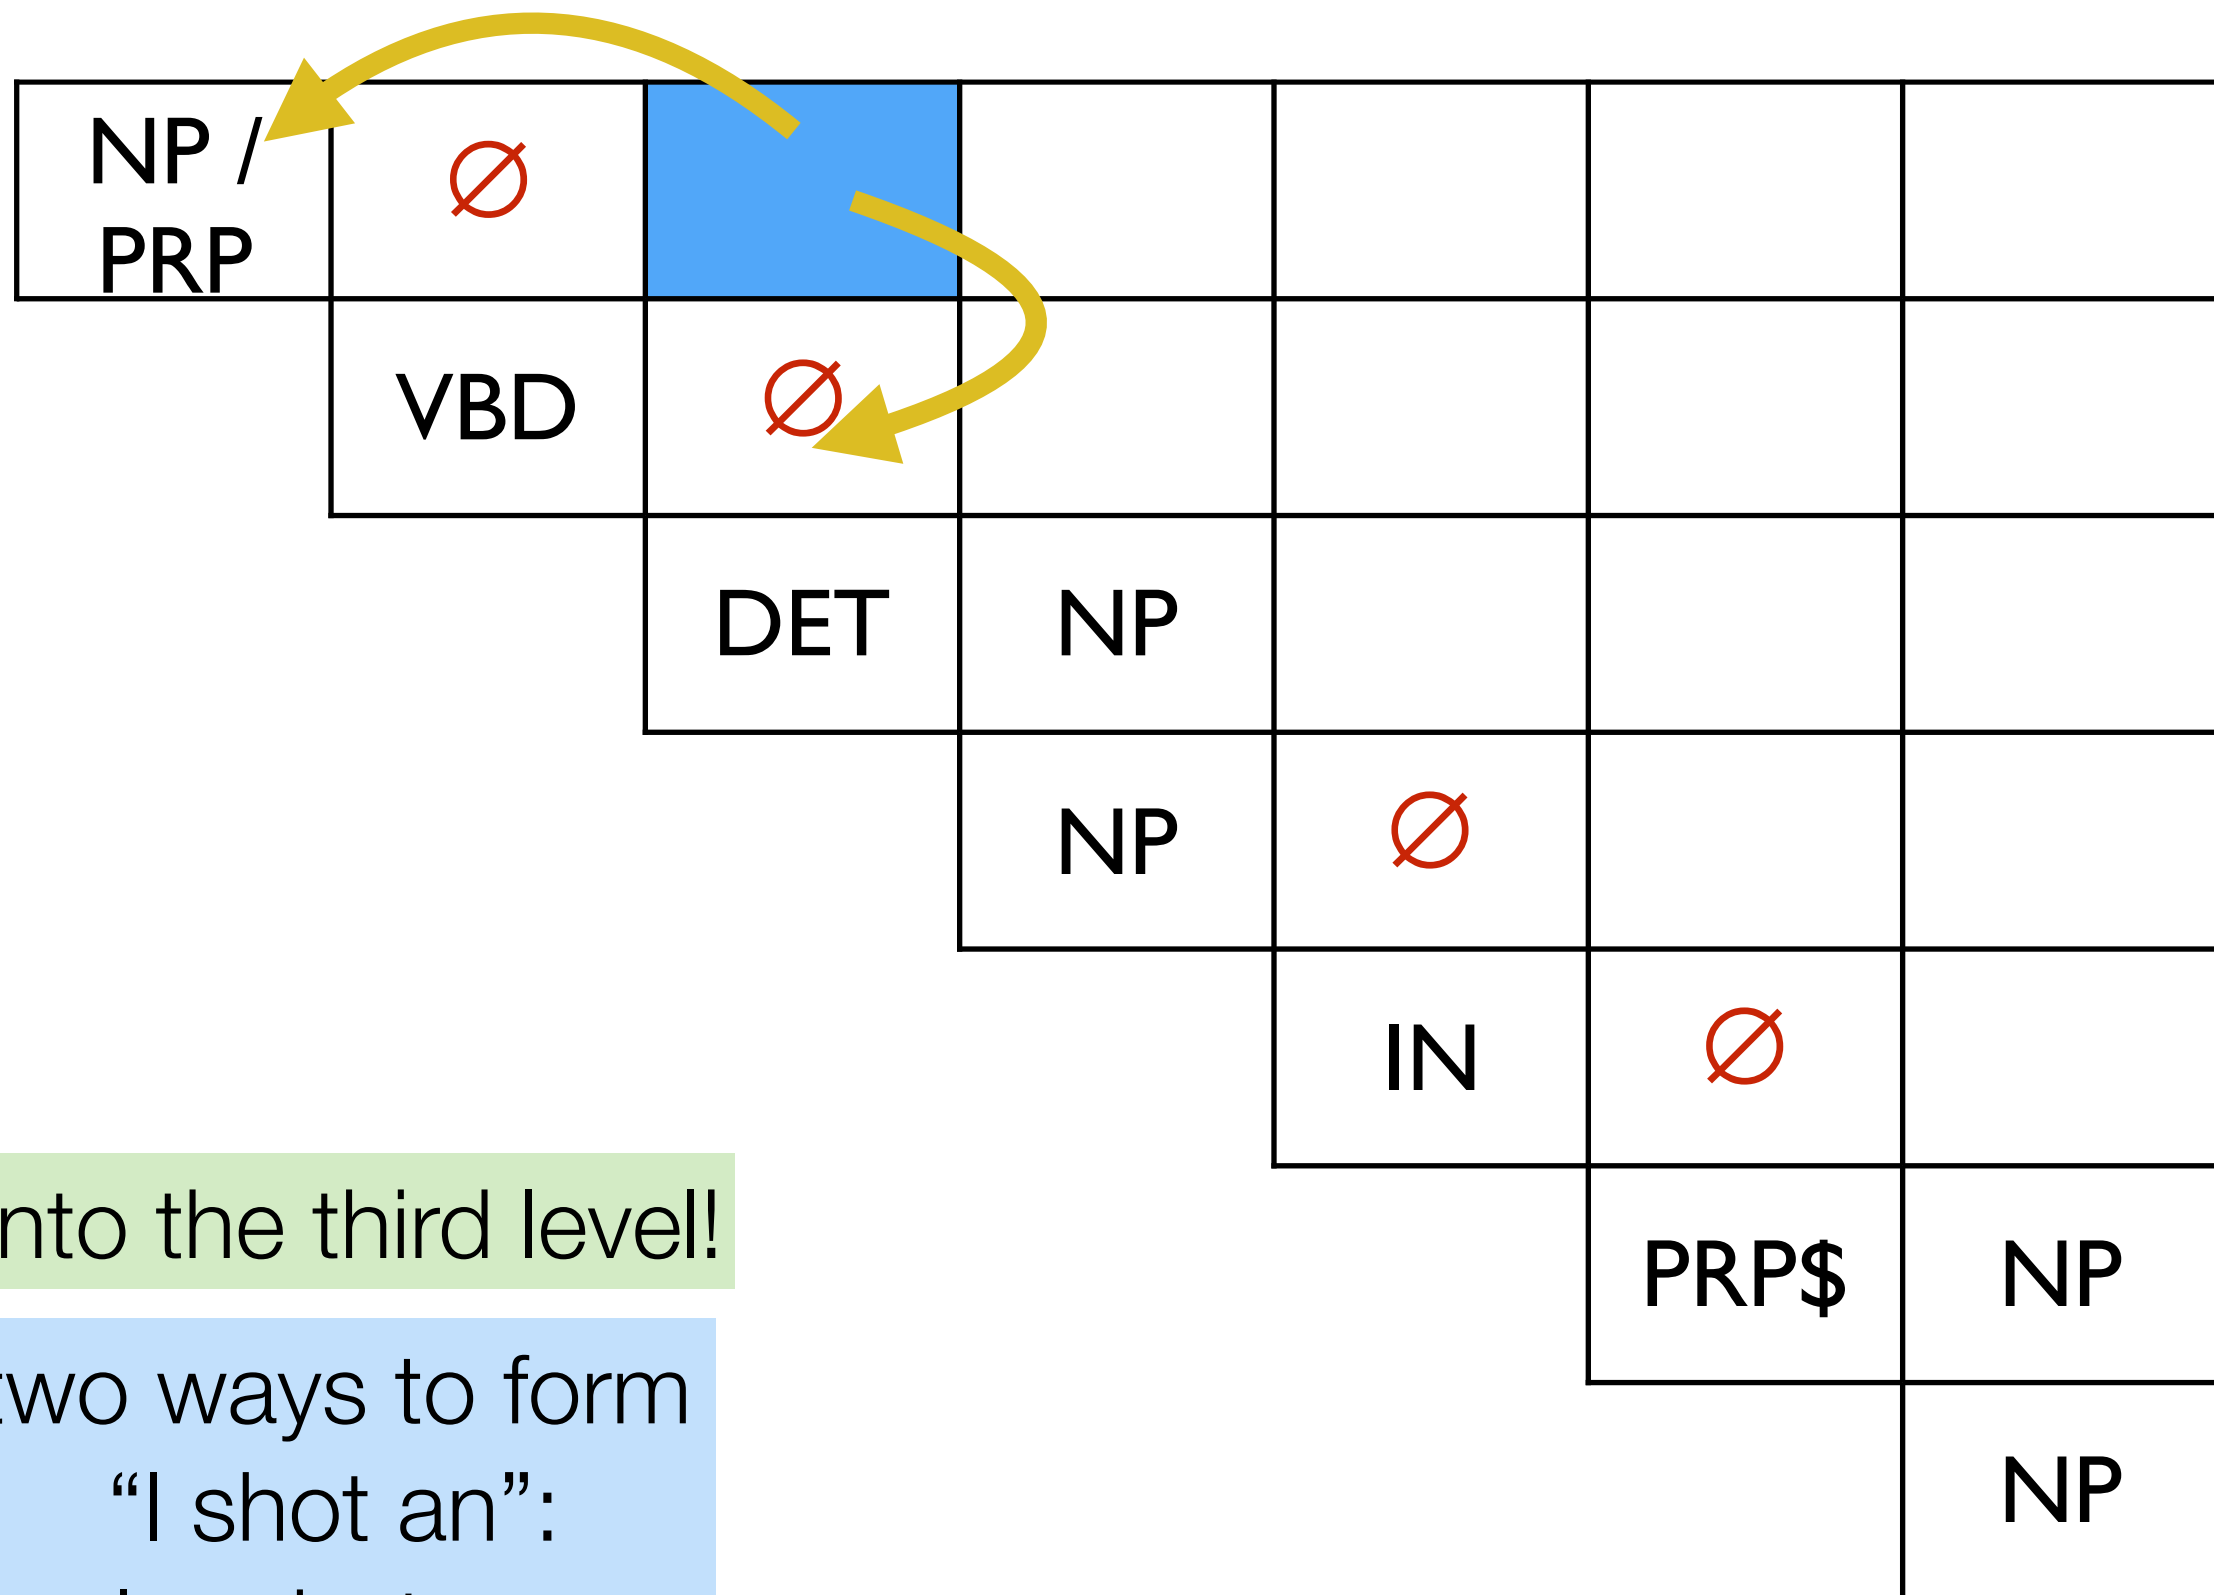 NP / ∅
PRP
VBD ∅
DET NP
NP ∅
IN ∅
PRP$ NP
NP
nto the third level!
two ways to form
“I shot an”: